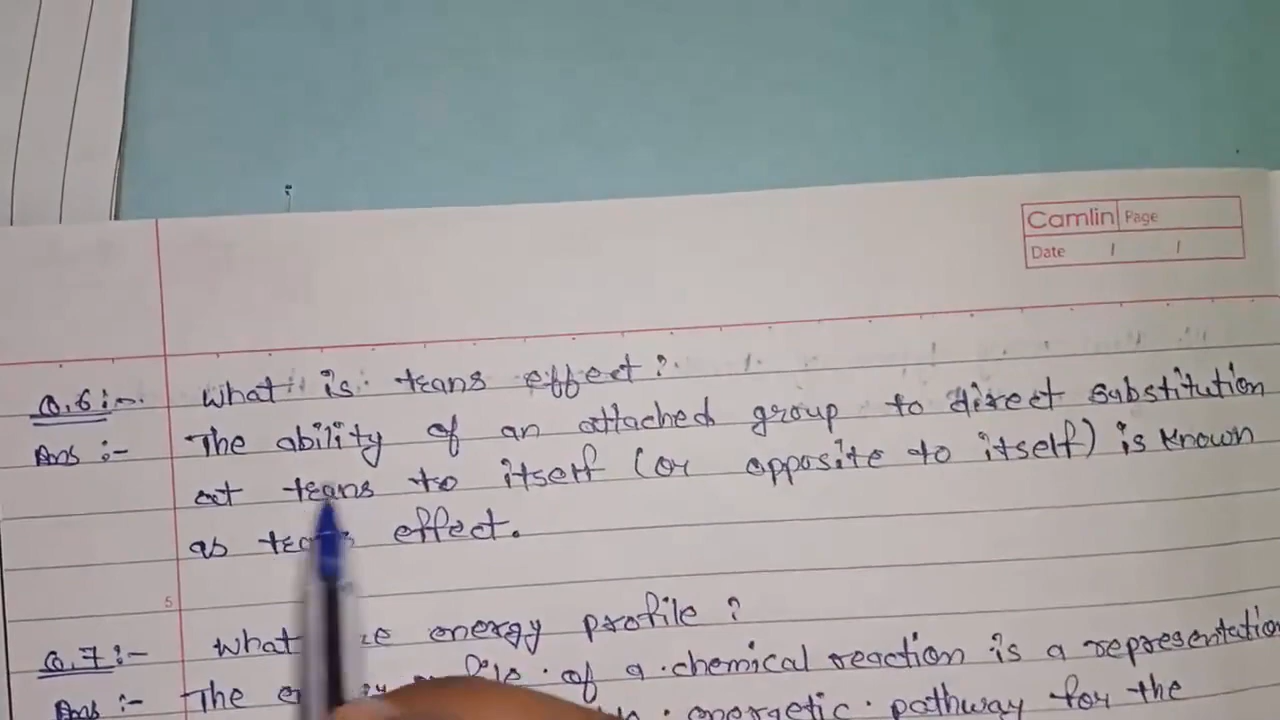 Camlin Page
Date / /
Q.6:- What is trans effect?
Ans :- The ability of an attached group to direct substitution
at trans to itself (or opposite to itself) is known
as effect.
5
Q.7:- What energy profile ?
Ans :- The of a chemical reaction is a representation
energetic pathway for the